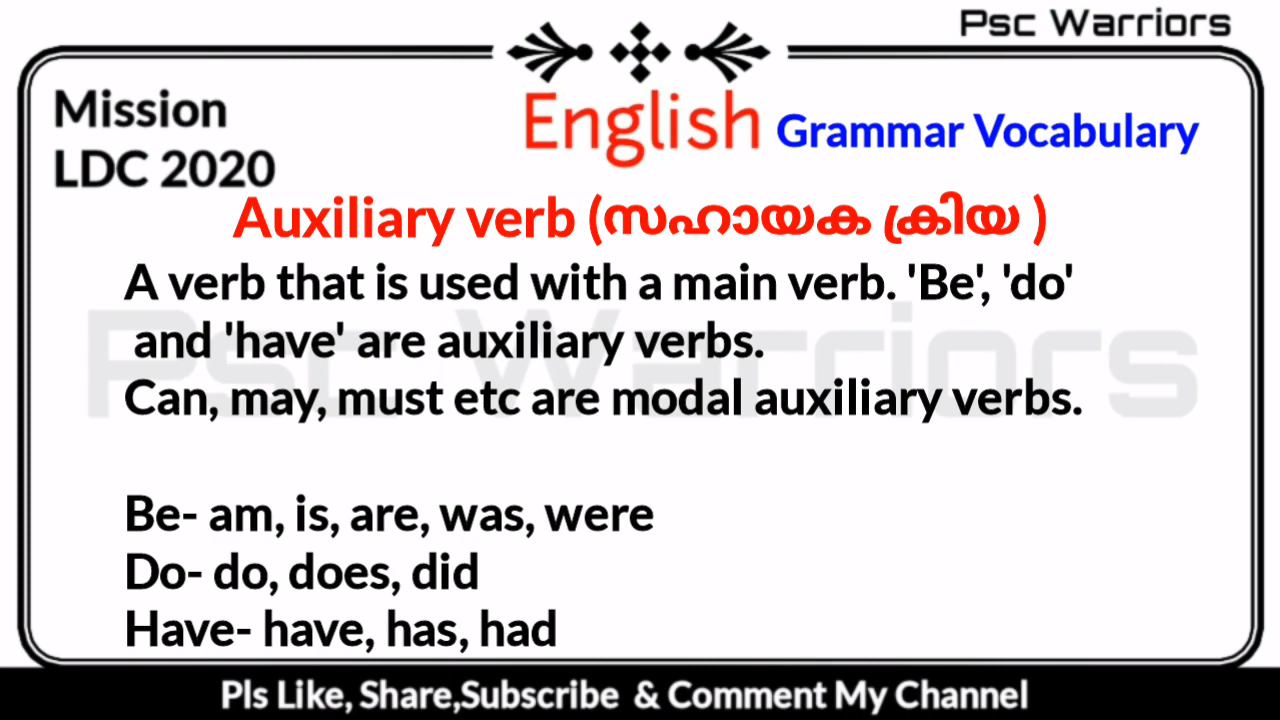 Psc Warriors
Mission
LDC 2020
English Grammar Vocabulary
Auxiliary verb (സഹായക ക്രിയ )
A verb that is used with a main verb. 'Be', 'do'
and 'have' are auxiliary verbs.
Psc Warriors
Can, may, must etc are modal auxiliary verbs.
Be- am, is, are, was, were
Do- do, does, did
Have- have, has, had
Pls Like, Share,Subscribe & Comment My Channel